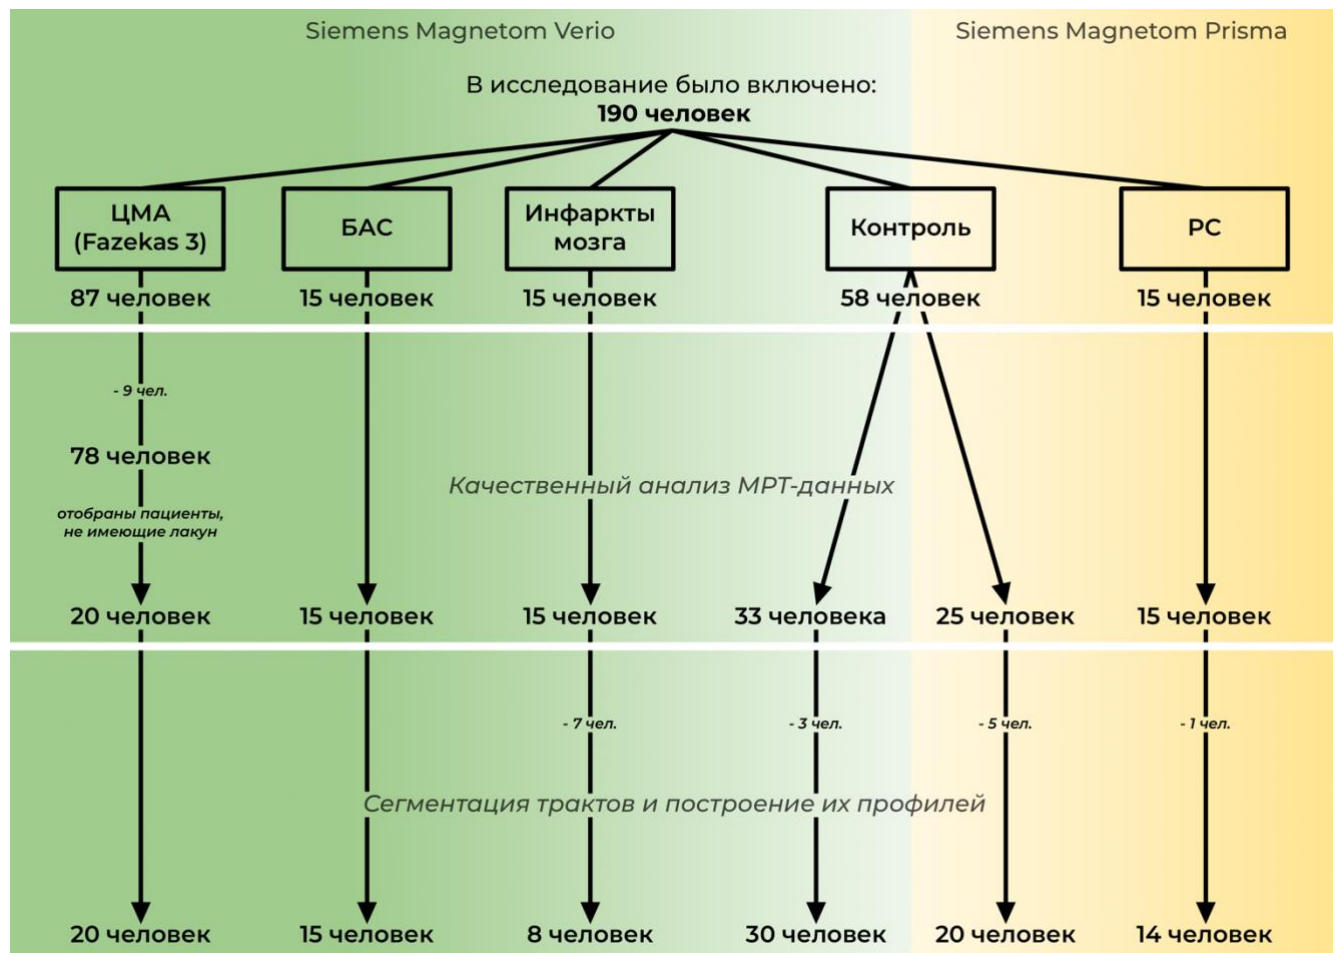 Siemens Magnetom Verio
Siemens Magnetom Prisma
В исследование было включено:
190 человек
ЦМА
(Fazekas 3)
БАС
Инфаркты
мозга
Контроль
РС
87 человек
15 человек
15 человек
58 человек
15 человек
- 9 чел.
78 человек
Качественный анализ МРТ-данных
отобраны пациенты,
не имеющие лакун
20 человек
15 человек
15 человек
33 человека
25 человек
15 человек
- 7 чел.
- 3 чел.
- 5 чел.
- 1 чел.
Сегментация трактов и построение их профилей
20 человек
15 человек
8 человек
30 человек
20 человек
14 человек